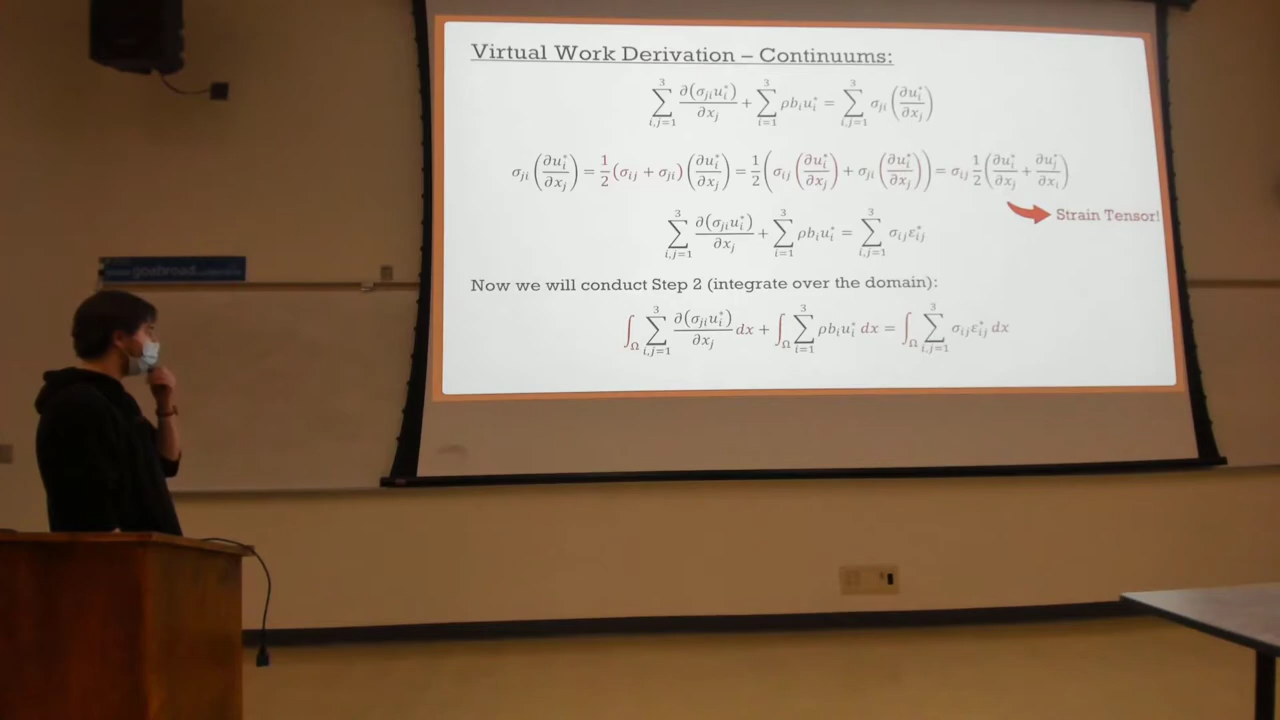 Virtual Work Derivation – Continuums:
∑_{i,j=1}^{3} ∂(σ_{ji}u_i^*)/∂x_j + ∑_{i=1}^{3} ρb_iu_i^* = ∑_{i,j=1}^{3} σ_{ji}(∂u_i^*/∂x_j)
σ_{ji}(∂u_i^*/∂x_j) = 1/2(σ_{ij} + σ_{ji})(∂u_i^*/∂x_j) = 1/2(σ_{ij}(∂u_i^*/∂x_j) + σ_{ji}(∂u_i^*/∂x_j)) = σ_{ij} 1/2(∂u_i^*/∂x_j + ∂u_j^*/∂x_i)
Strain Tensor!
∑_{i,j=1}^{3} ∂(σ_{ji}u_i^*)/∂x_j + ∑_{i=1}^{3} ρb_iu_i^* = ∑_{i,j=1}^{3} σ_{ij}ε_{ij}^*
goabroad
Now we will conduct Step 2 (integrate over the domain):
∫_Ω ∑_{i,j=1}^{3} ∂(σ_{ji}u_i^*)/∂x_j dx + ∫_Ω ∑_{i=1}^{3} ρb_iu_i^* dx = ∫_Ω ∑_{i,j=1}^{3} σ_{ij}ε_{ij}^* dx